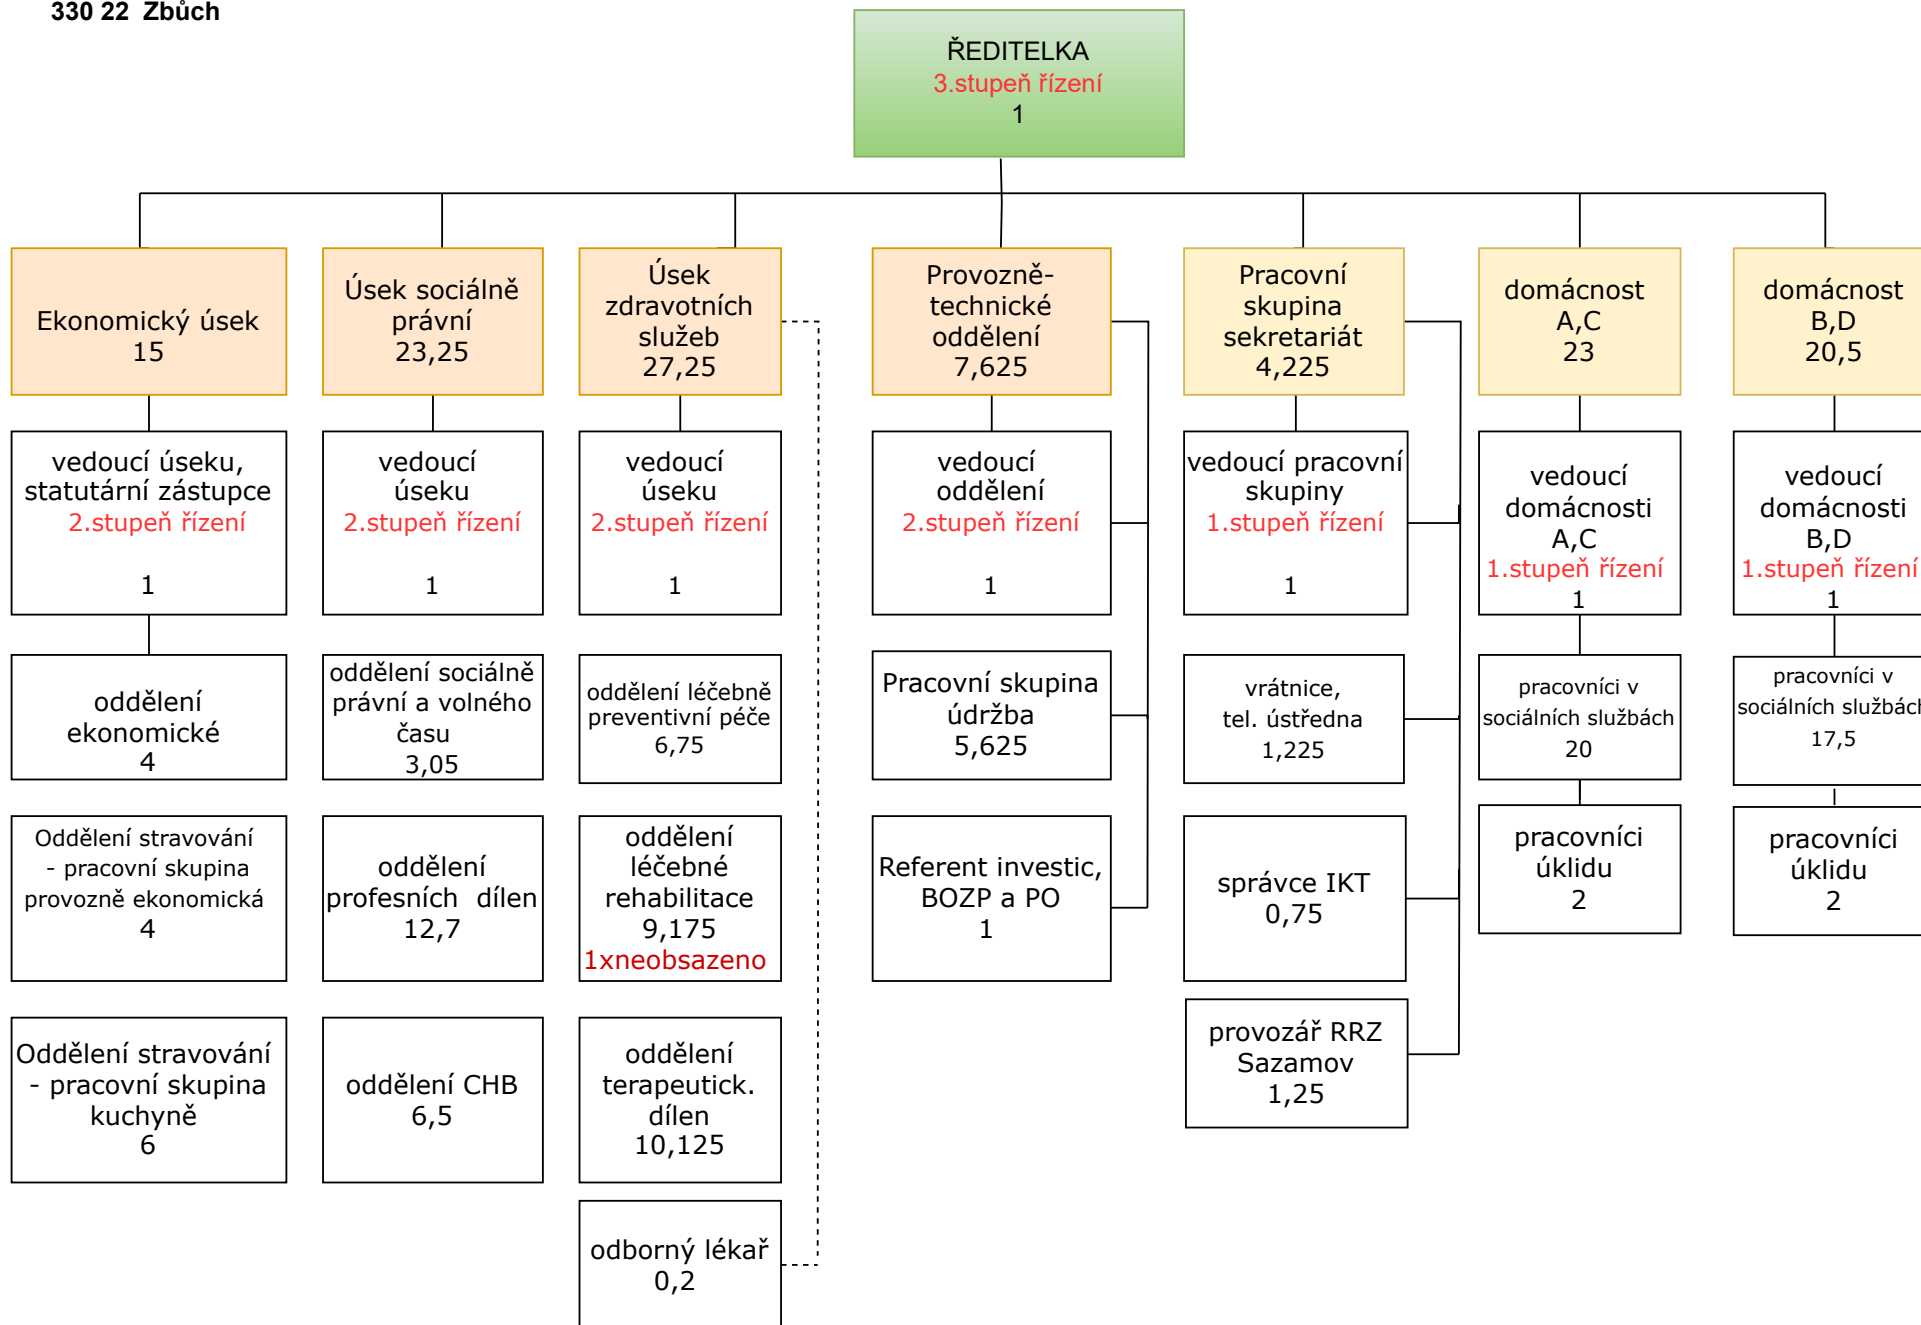 330 22 Zbůch
ŘEDITELKA
3.stupeň řízení
1
Ekonomický úsek
15
Úsek sociálně
právní
23,25
Úsek
zdravotních
služeb
27,25
Provozně-
technické
oddělení
7,625
Pracovní
skupina
sekretariát
4,225
domácnost
A,C
23
domácnost
B,D
20,5
vedoucí úseku,
statutární zástupce
2.stupeň řízení
1
vedoucí
úseku
2.stupeň řízení
1
vedoucí
úseku
2.stupeň řízení
1
vedoucí
oddělení
2.stupeň řízení
1
vedoucí pracovní
skupiny
1.stupeň řízení
1
vedoucí
domácnosti
A,C
1.stupeň řízení
1
vedoucí
domácnosti
B,D
1.stupeň řízení
1
oddělení
ekonomické
4
oddělení sociálně
právní a volného
času
3,05
oddělení léčebně
preventivní péče
6,75
Pracovní skupina
údržba
5,625
vrátnice,
tel. ústředna
1,225
pracovníci v
sociálních službách
20
pracovníci v
sociálních službách
17,5
Oddělení stravování
- pracovní skupina
provozně ekonomická
4
oddělení
profesních dílen
12,7
oddělení
léčebné
rehabilitace
9,175
1xneobsazeno
Referent investic,
BOZP a PO
1
správce IKT
0,75
pracovníci
úklidu
2
pracovníci
úklidu
2
Oddělení stravování
- pracovní skupina
kuchyně
6
oddělení CHB
6,5
oddělení
terapeutick.
dílen
10,125
provozář RRZ
Sazamov
1,25
odborný lékař
0,2